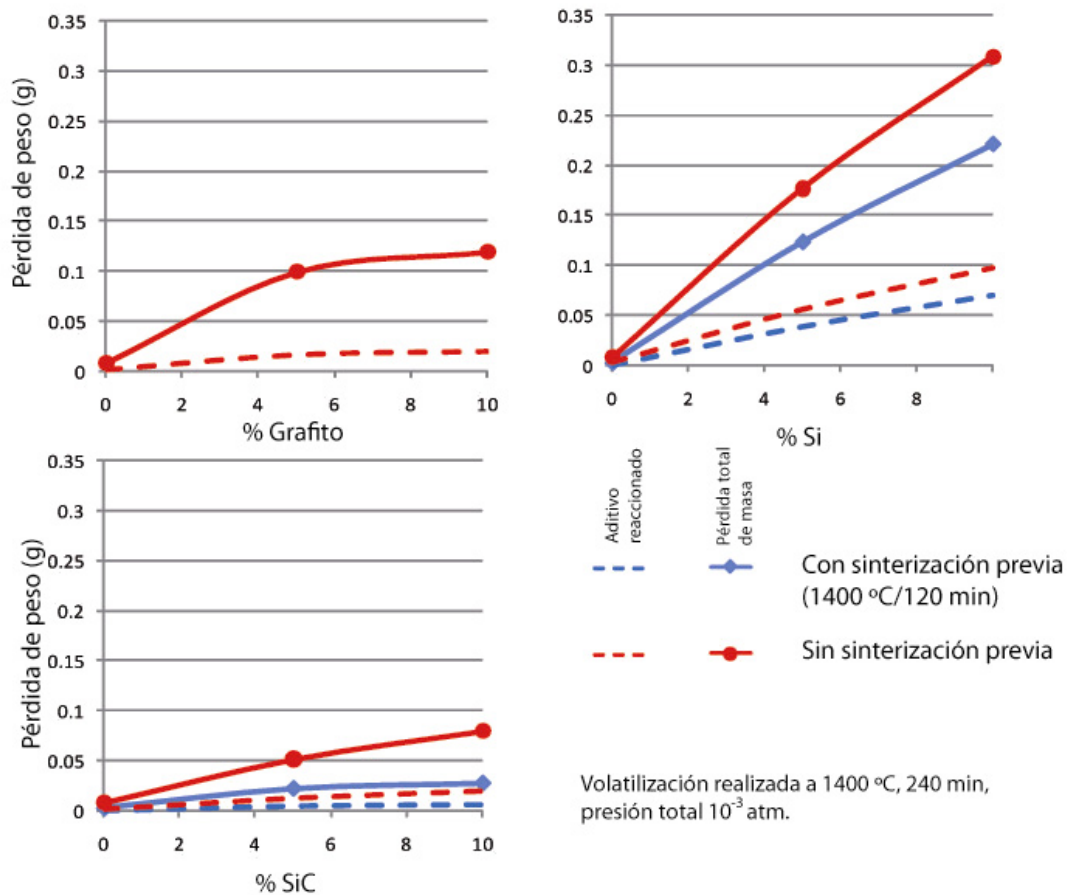 Pérdida de peso (g)
0.35
0.3
0.25
0.2
0.15
0.1
0.05
0
0 2 4 6 8 10
% Grafito
0.35
0.3
0.25
0.2
0.15
0.1
0.05
0
0 2 4 6 8
% Si
Pérdida de peso (g)
0.35
0.3
0.25
0.2
0.15
0.1
0.05
0
0 2 4 6 8 10
% SiC
Aditivo
reaccionado
Pérdida total
de masa
Con sinterización previa
(1400 ºC/120 min)
Sin sinterización previa
Volatilización realizada a 1400 ºC, 240 min,
presión total 10⁻³ atm.